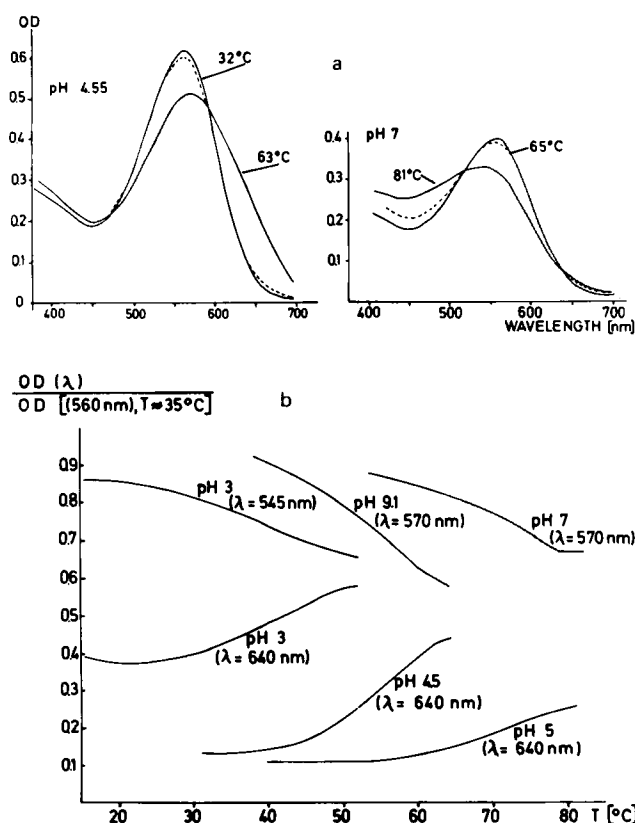 OD
a
0.6
0.5
0.4
0.3
0.2
0.1
0
pH 4.55
32°C
63°C
400 500 600 700
0.4
0.3
0.2
0.1
pH 7
65°C
81°C
400 500 600 700
WAVELENGTH [nm]
b
OD (λ)
OD [(560 nm), T≈35°C]
0.9
0.8
0.7
0.6
0.5
0.4
0.3
0.2
0.1
pH 3
(λ= 545 nm)
pH 9.1
(λ=570 nm)
pH 7
(λ=570 nm)
pH 3
(λ= 640 nm)
pH 4.5
(λ= 640 nm)
pH 5
(λ= 640 nm)
20 30 40 50 60 70 80 T [°C]